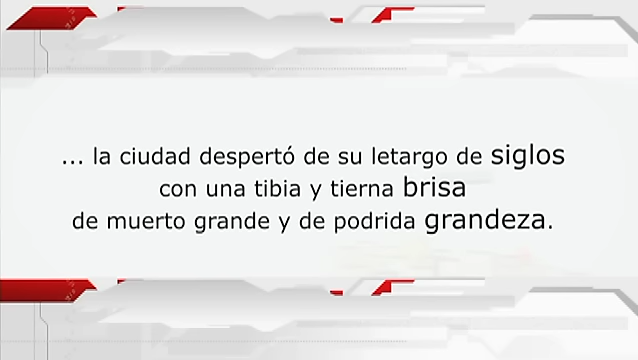 ... la ciudad despertó de su letargo de siglos
con una tibia y tierna brisa
de muerto grande y de podrida grandeza.